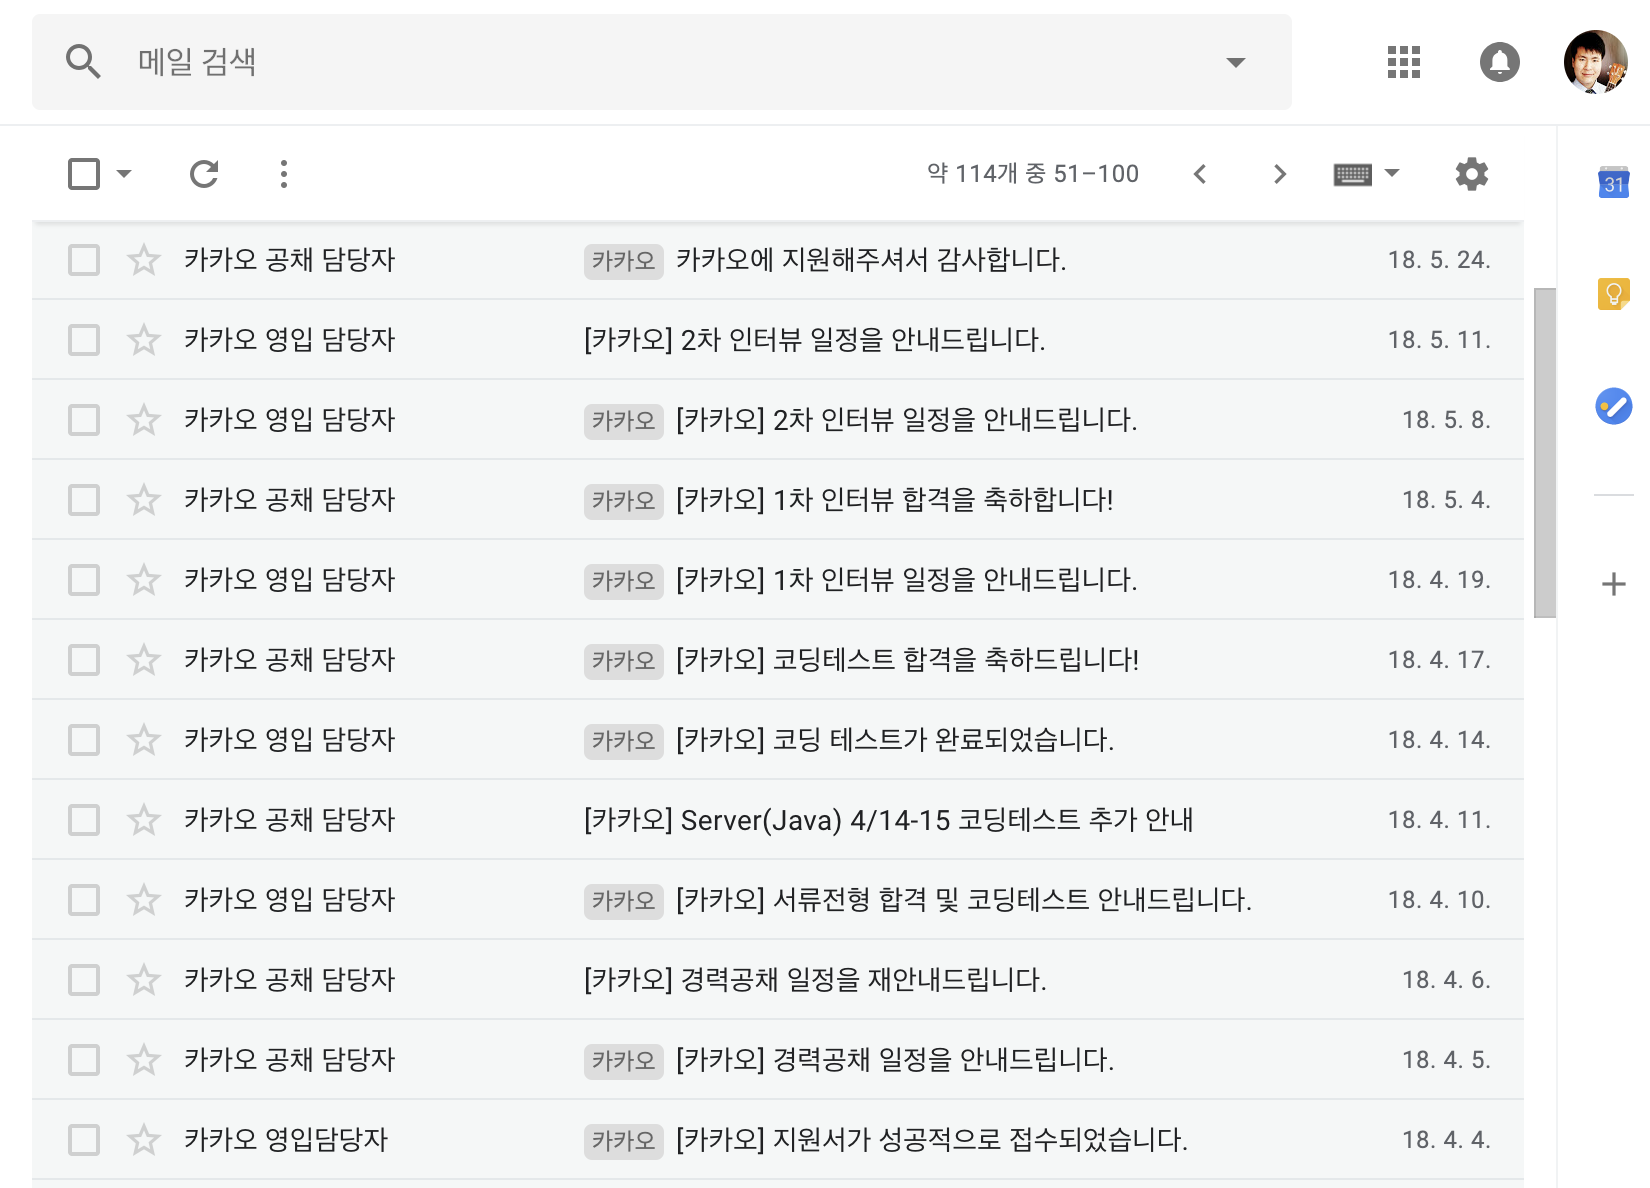 메일 검색
약 114개 중 51–100
31
카카오 공채 담당자 카카오 카카오에 지원해주셔서 감사합니다. 18. 5. 24.
카카오 영입 담당자 [카카오] 2차 인터뷰 일정을 안내드립니다. 18. 5. 11.
카카오 영입 담당자 카카오 [카카오] 2차 인터뷰 일정을 안내드립니다. 18. 5. 8.
카카오 공채 담당자 카카오 [카카오] 1차 인터뷰 합격을 축하합니다! 18. 5. 4.
카카오 영입 담당자 카카오 [카카오] 1차 인터뷰 일정을 안내드립니다. 18. 4. 19.
카카오 공채 담당자 카카오 [카카오] 코딩테스트 합격을 축하드립니다! 18. 4. 17.
카카오 영입 담당자 카카오 [카카오] 코딩 테스트가 완료되었습니다. 18. 4. 14.
카카오 공채 담당자 [카카오] Server(Java) 4/14-15 코딩테스트 추가 안내 18. 4. 11.
카카오 영입 담당자 카카오 [카카오] 서류전형 합격 및 코딩테스트 안내드립니다. 18. 4. 10.
카카오 공채 담당자 [카카오] 경력공채 일정을 재안내드립니다. 18. 4. 6.
카카오 공채 담당자 카카오 [카카오] 경력공채 일정을 안내드립니다. 18. 4. 5.
카카오 영입담당자 카카오 [카카오] 지원서가 성공적으로 접수되었습니다. 18. 4. 4.